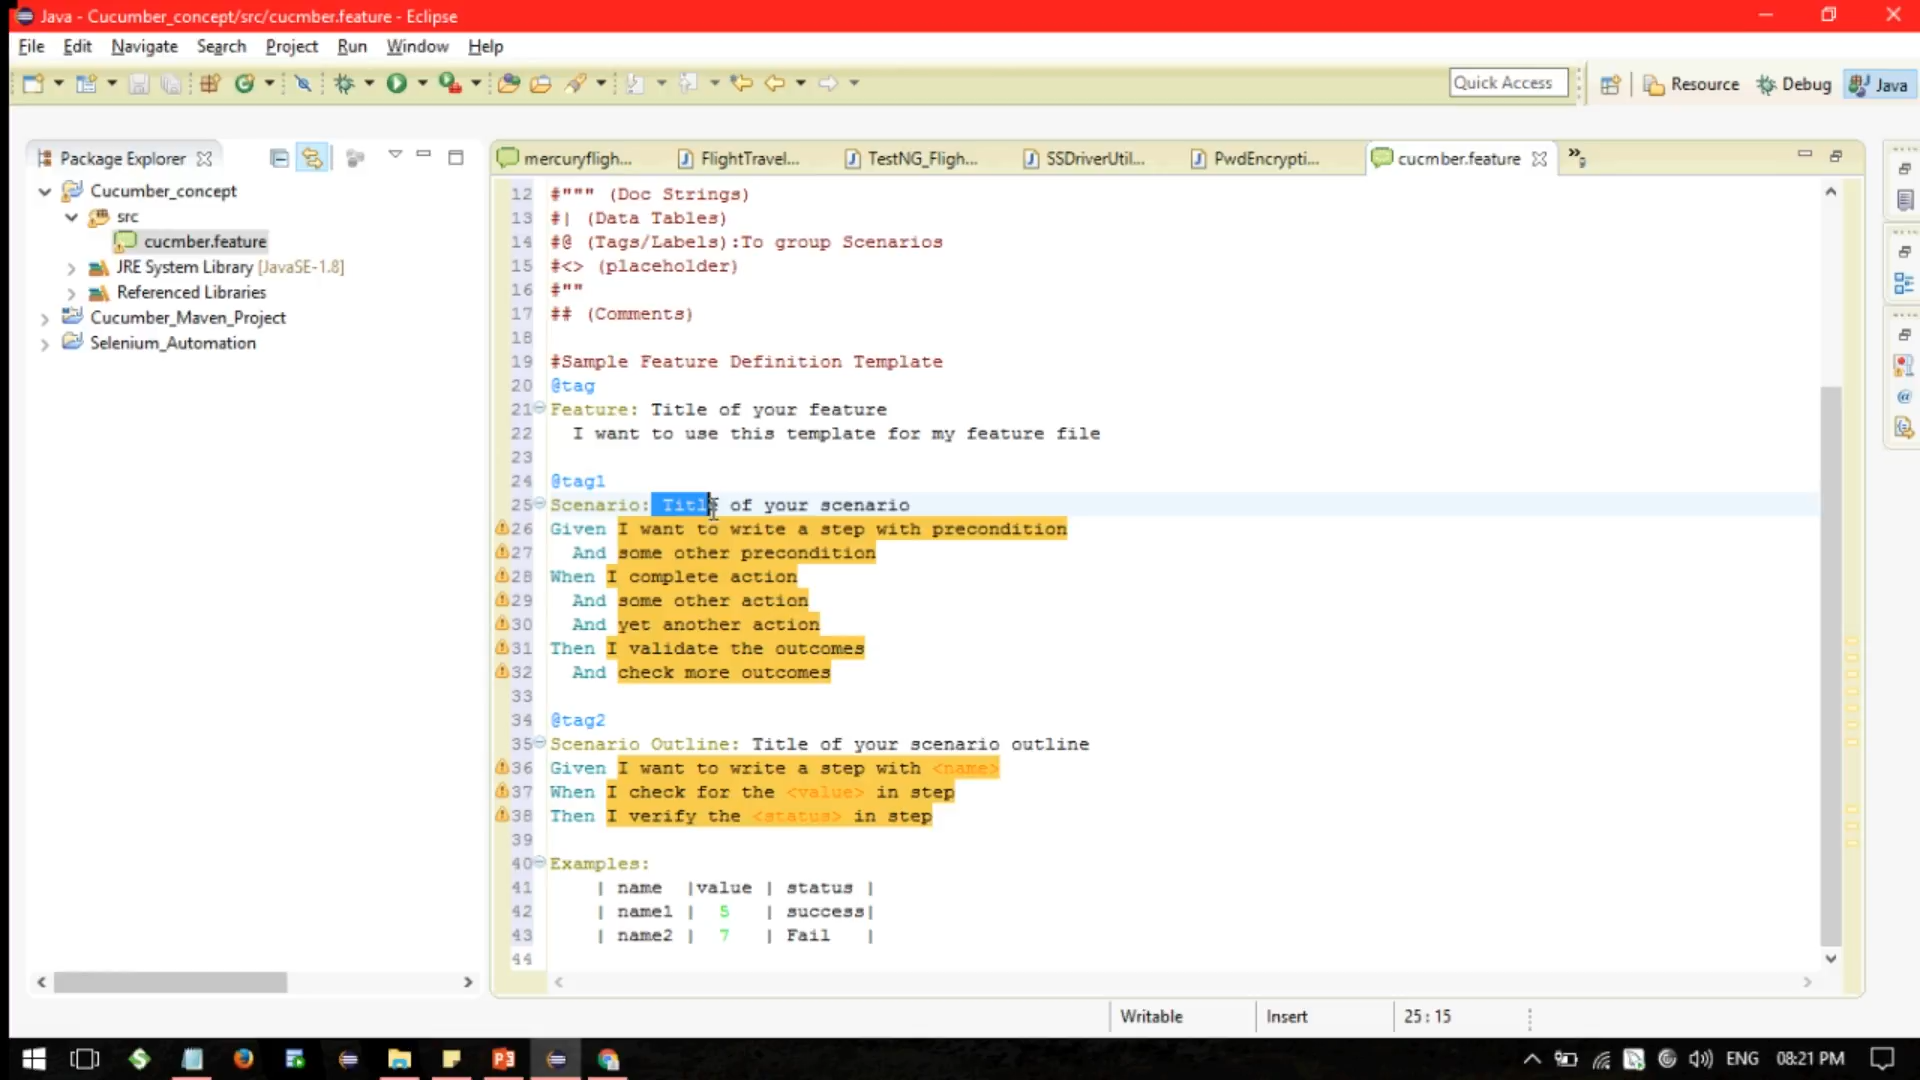 Java - Cucumber_concept/src/cucmber.feature - Eclipse
File Edit Navigate Search Project Run Window Help
Quick Access Resource Debug Java
Package Explorer
Cucumber_concept
src
cucmber.feature
JRE System Library [JavaSE-1.8]
Referenced Libraries
Cucumber_Maven_Project
Selenium_Automation
mercuryfligh... FlightTravel... TestNG_Fligh... SSDriverUtil... PwdEncrypti... cucmber.feature
12 #""" (Doc Strings)
13 #| (Data Tables)
14 #@ (Tags/Labels):To group Scenarios
15 #<> (placeholder)
16 #""
17 ## (Comments)
18
19 #Sample Feature Definition Template
20 @tag
21 Feature: Title of your feature
22 I want to use this template for my feature file
23
24 @tag1
25 Scenario: Title of your scenario
26 Given I want to write a step with precondition
27 And some other precondition
28 When I complete action
29 And some other action
30 And yet another action
31 Then I validate the outcomes
32 And check more outcomes
33
34 @tag2
35 Scenario Outline: Title of your scenario outline
36 Given I want to write a step with <name>
37 When I check for the <value> in step
38 Then I verify the <status> in step
39
40 Examples:
41 | name |value | status |
42 | name1 | 5 | success|
43 | name2 | 7 | Fail |
44
Writable Insert 25 : 15
ENG 08:21 PM